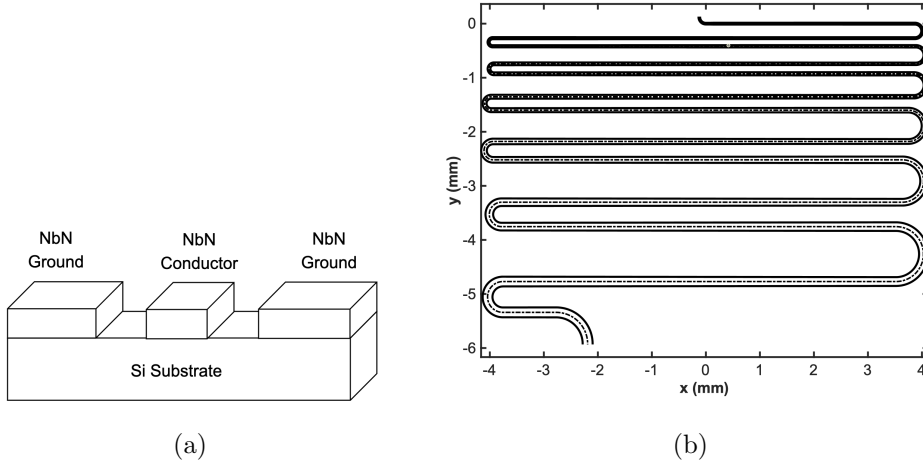 NbN
Ground
NbN
Conductor
NbN
Ground
Si Substrate
(a)
0
-1
-2
-3
-4
-5
-6
y (mm)
-4 -3 -2 -1 0 1 2 3 4
x (mm)
(b)